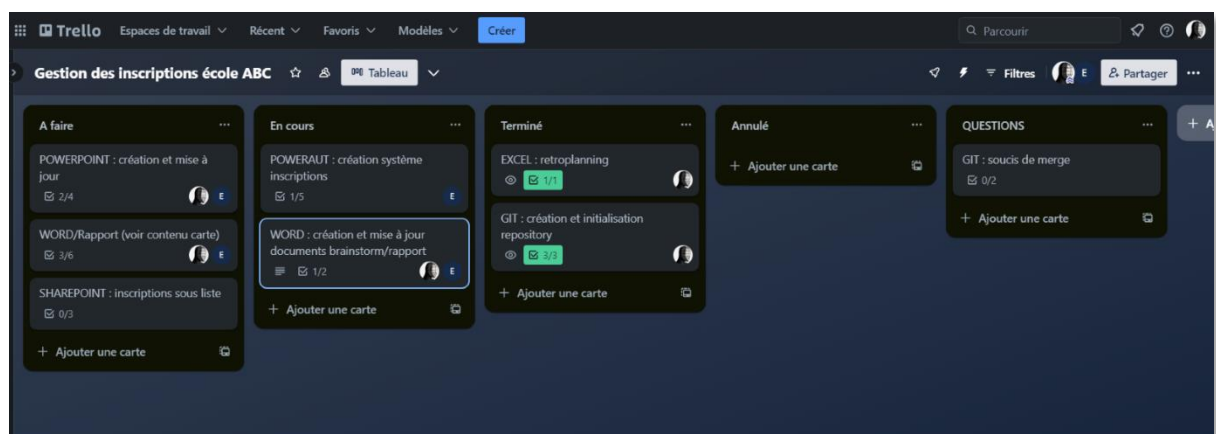 Trello Espaces de travail Récent Favoris Modèles Créer Parcourir
Gestion des inscriptions école ABC Tableau Filtres E Partager
A faire
POWERPOINT : création et mise à
jour
2/4 E
WORD/Rapport (voir contenu carte)
3/6 E
SHAREPOINT : inscriptions sous liste
0/3
+ Ajouter une carte
En cours
POWERAUT : création système
inscriptions
1/5 E
WORD : création et mise à jour
documents brainstorm/rapport
1/2 E
+ Ajouter une carte
Terminé
EXCEL : retroplanning
1/1
GIT : création et initialisation
repository
3/3
+ Ajouter une carte
Annulé
+ Ajouter une carte
QUESTIONS
GIT : soucis de merge
0/2
+ Ajouter une carte
+ A